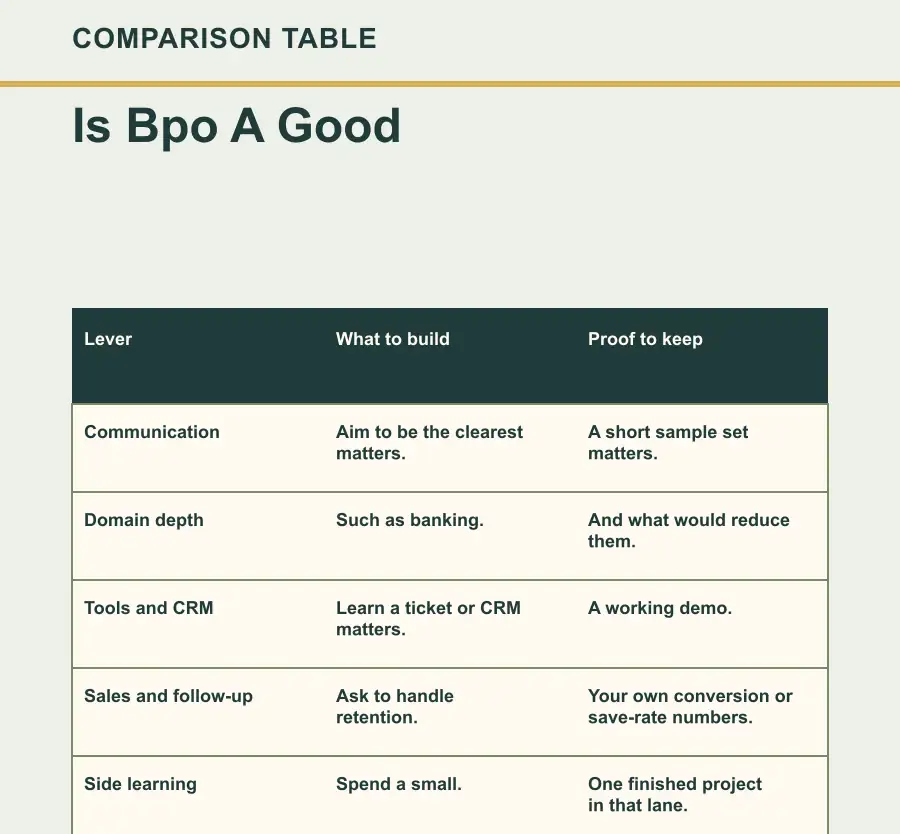 COMPARISON TABLE
Is Bpo A Good
Lever
What to build
Proof to keep
Communication
Aim to be the clearest
matters.
A short sample set
matters.
Domain depth
Such as banking.
And what would reduce
them.
Tools and CRM
Learn a ticket or CRM
matters.
A working demo.
Sales and follow-up
Ask to handle
retention.
Your own conversion or
save-rate numbers.
Side learning
Spend a small.
One finished project
in that lane.